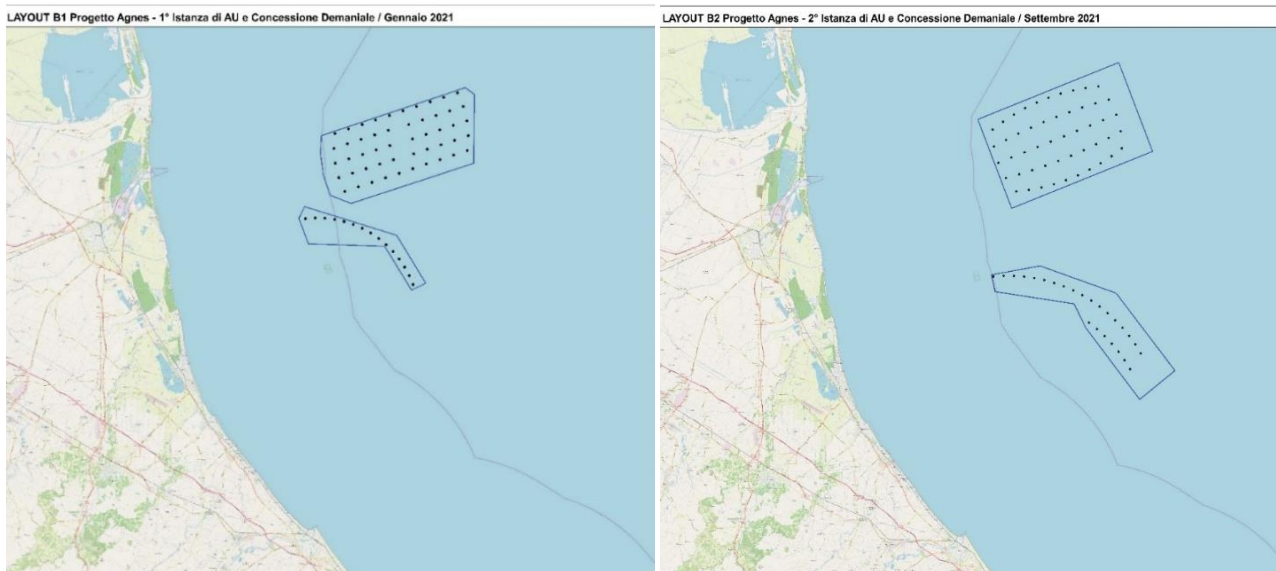 LAYOUT B1 Progetto Agnes - 1° Istanza di AU e Concessione Demaniale / Gennaio 2021
LAYOUT B2 Progetto Agnes - 2° Istanza di AU e Concessione Demaniale / Settembre 2021